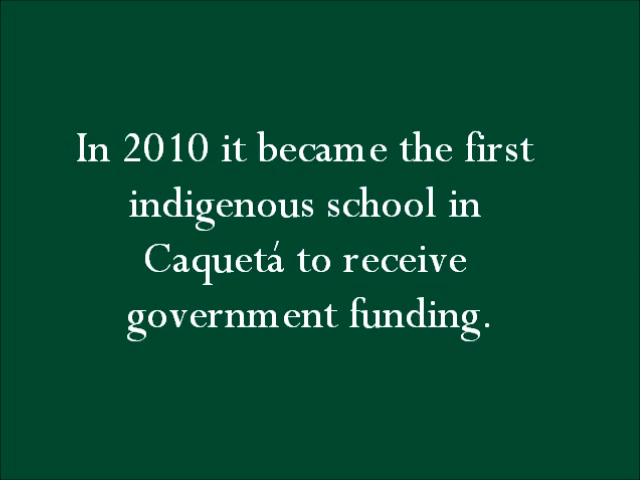 In 2010 it became the first
indigenous school in
Caquetá to receive
government funding.